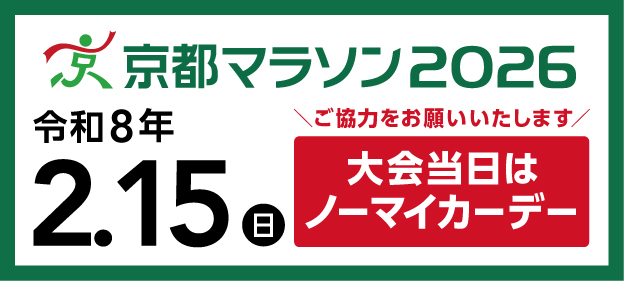 京都マラソン2026
令和8年
2.15日
＼ご協力をお願いいたします／
大会当日は
ノーマイカーデー